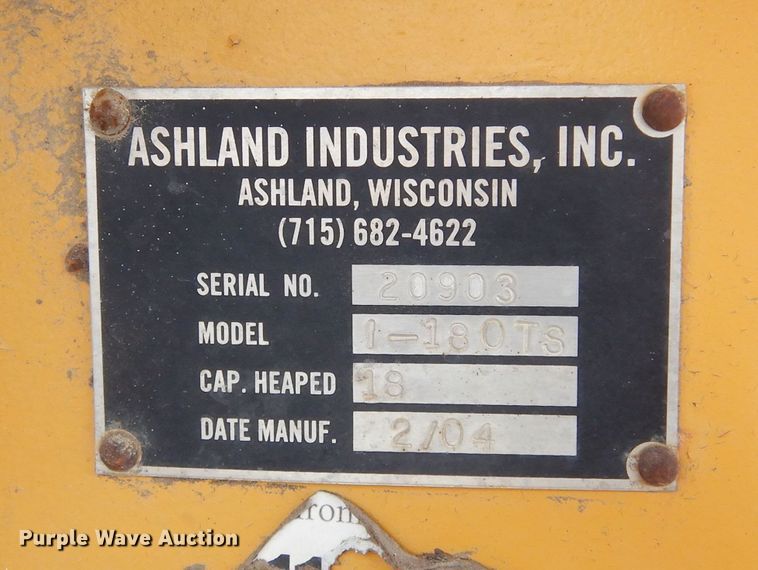 ASHLAND INDUSTRIES, INC.
ASHLAND, WISCONSIN
(715) 682-4622
SERIAL NO. 20903
MODEL I-180TS
CAP. HEAPED 18
DATE MANUF. 2/04
Purple Wave Auction